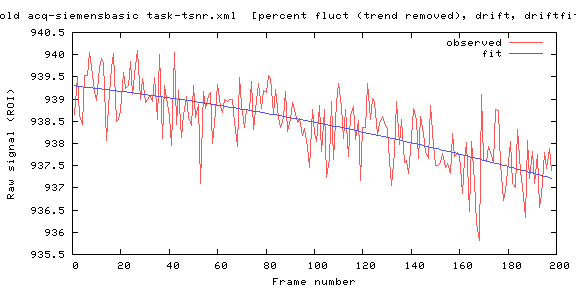 old acq-siemensbasic task-tsnr.xml [percent fluct (trend removed), drift, driftfi
observed
fit
Raw signal (ROI)
940.5
940
939.5
939
938.5
938
937.5
937
936.5
936
935.5
0 20 40 60 80 100 120 140 160 180 200
Frame number